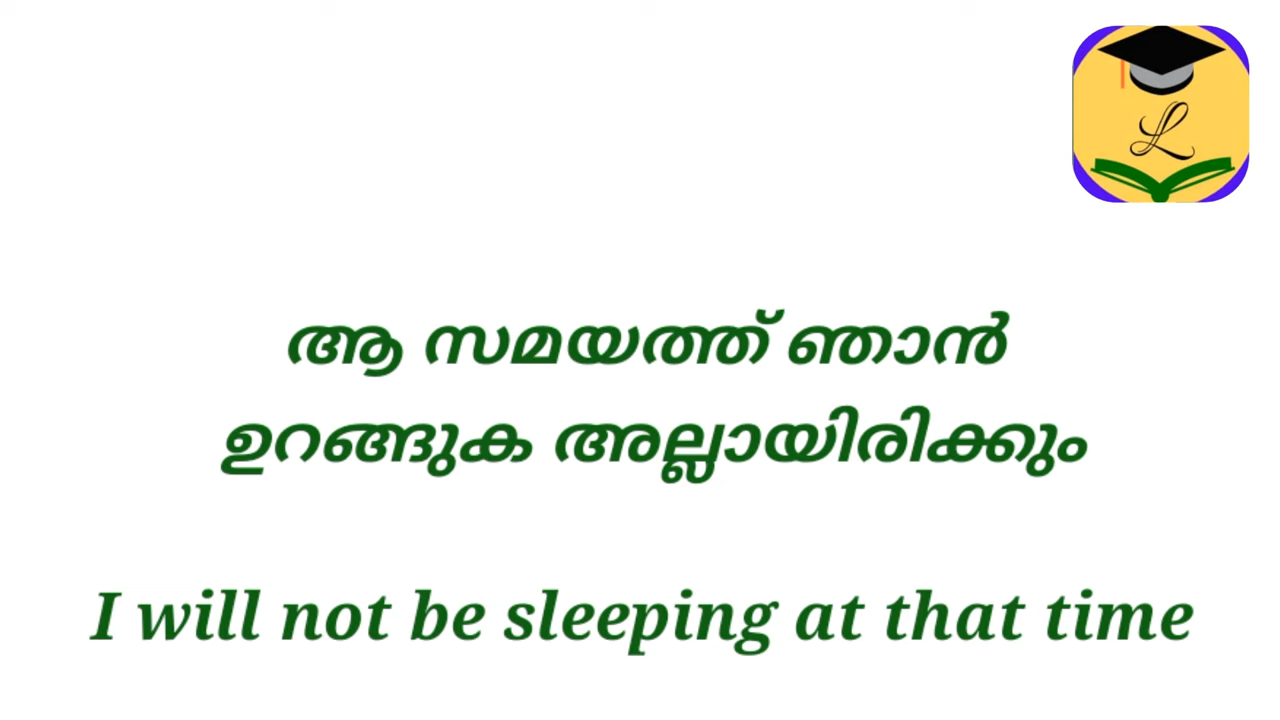 L
ആ സമയത്ത് ഞാൻ
ഉറങ്ങുക അല്ലായിരിക്കും
I will not be sleeping at that time